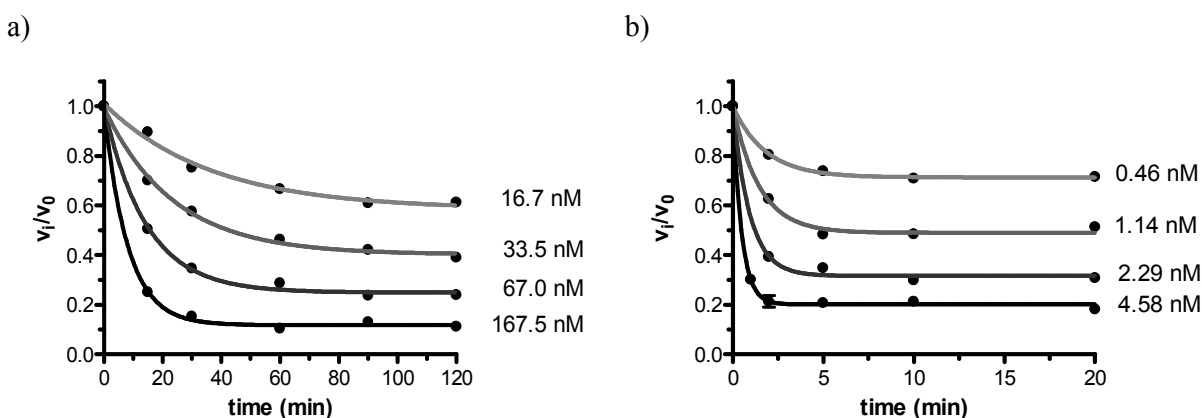 a)
vi/v0
1.0
0.8
0.6
0.4
0.2
0.0
0 20 40 60 80 100 120
time (min)
16.7 nM
33.5 nM
67.0 nM
167.5 nM
b)
vi/v0
1.0
0.8
0.6
0.4
0.2
0.0
0 5 10 15 20
time (min)
0.46 nM
1.14 nM
2.29 nM
4.58 nM